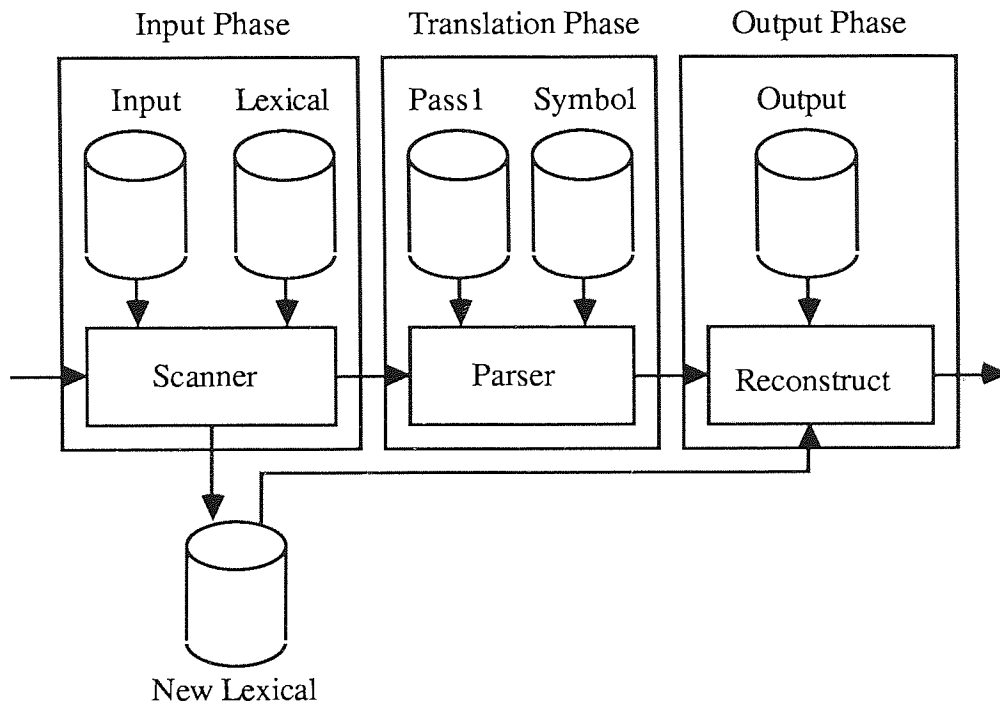 Input Phase
Translation Phase
Output Phase
Input
Lexical
Pass1
Symbol
Output
Scanner
Parser
Reconstruct
New Lexical